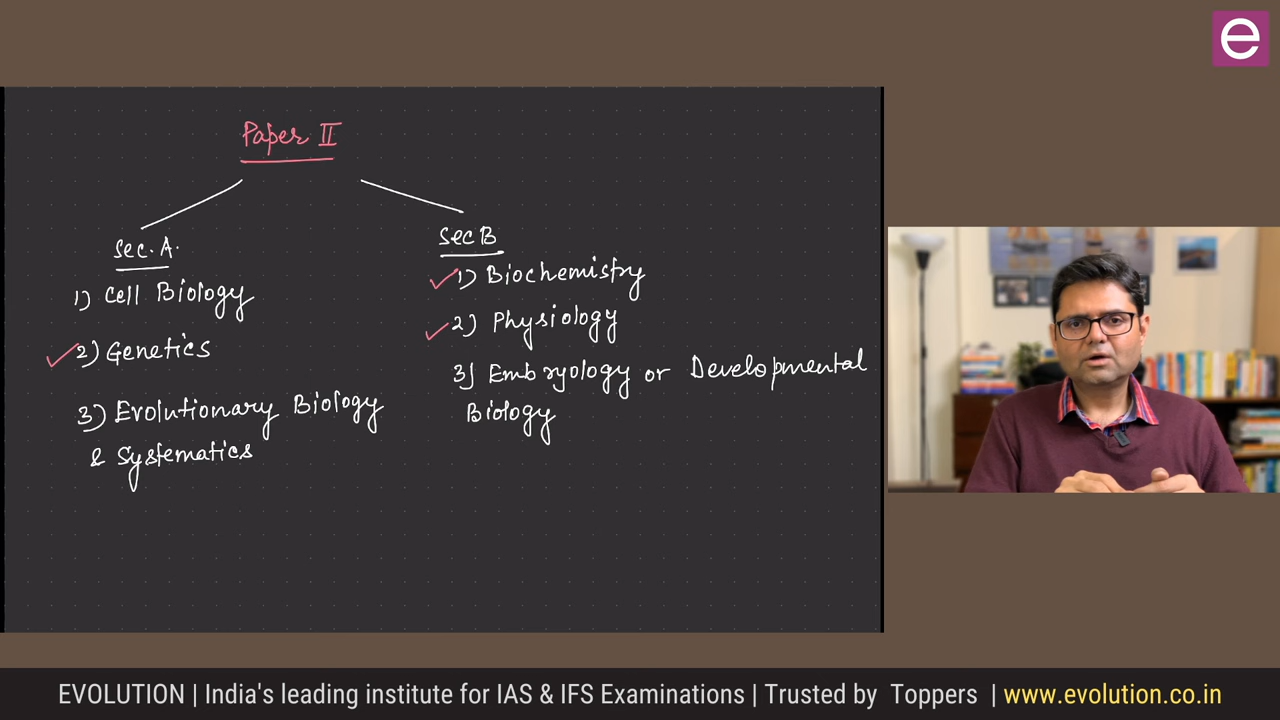 e
Paper II
Sec. A.
1) Cell Biology
2) Genetics
3) Evolutionary Biology
& Systematics
Sec B
1) Biochemistry
2) Physiology
3) Embryology or Developmental
Biology
EVOLUTION | India's leading institute for IAS & IFS Examinations | Trusted by Toppers | www.evolution.co.in